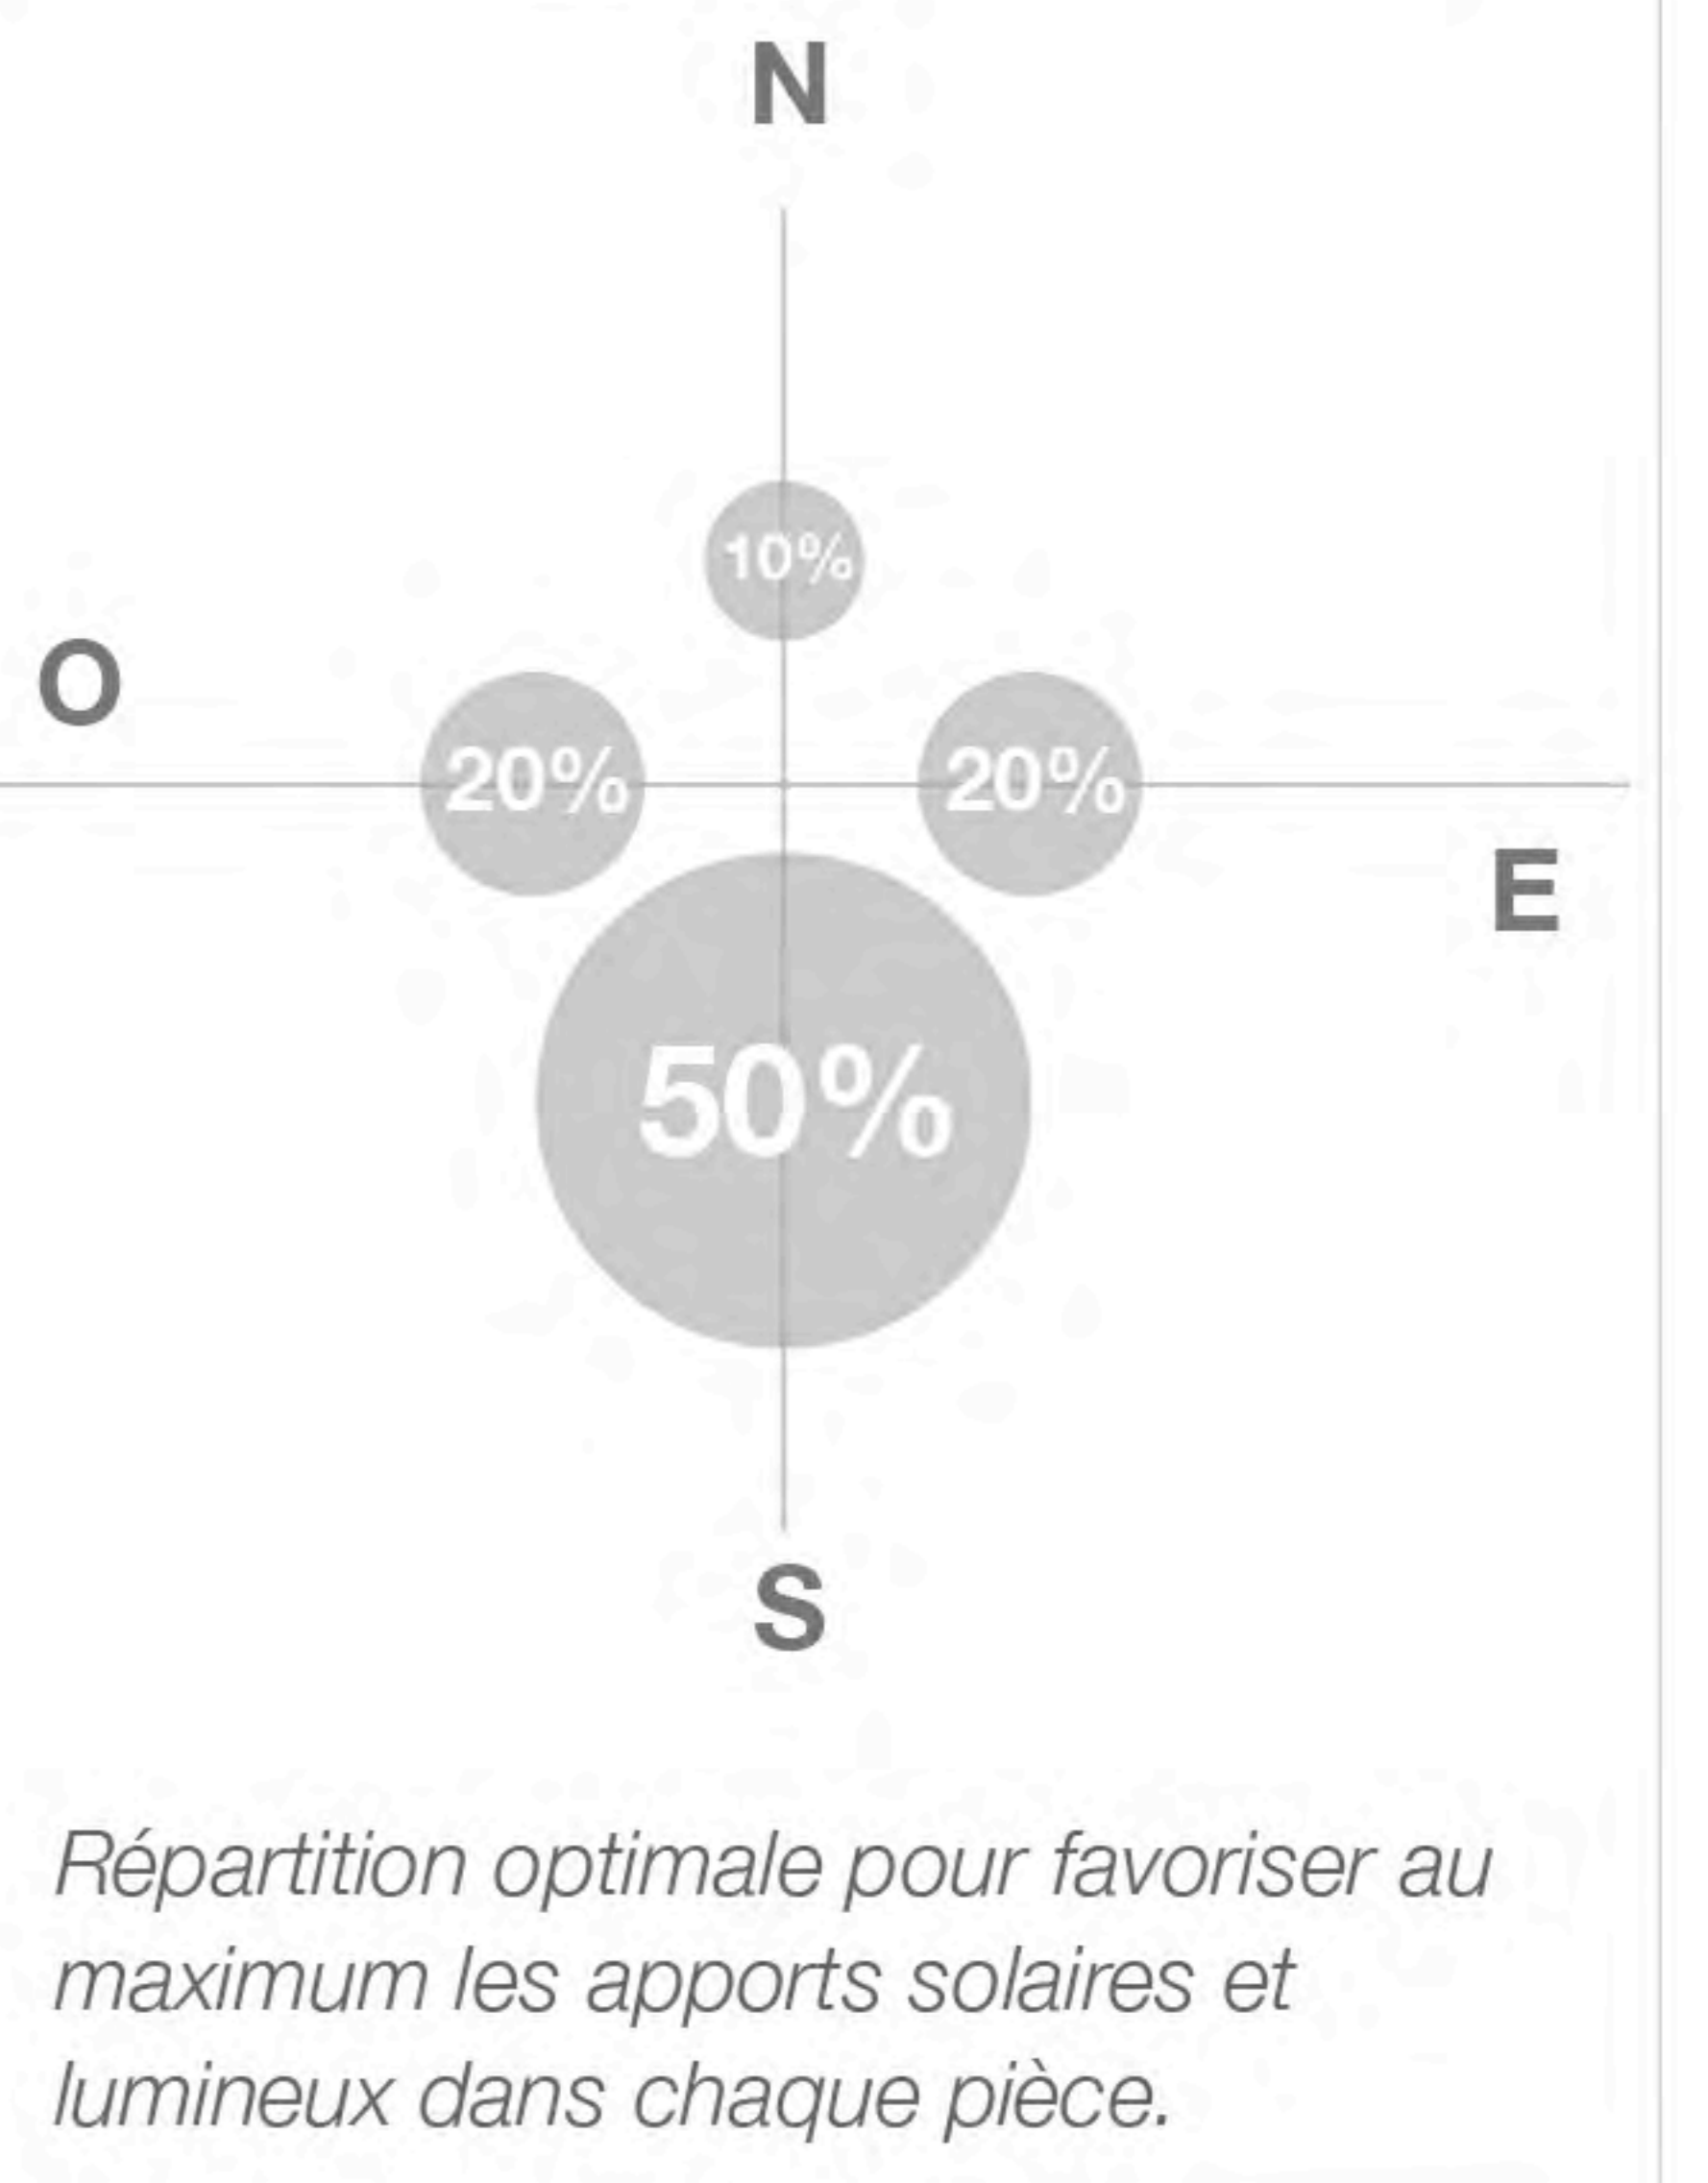 N
10%
O
20% 20%
E
50%
S
Répartition optimale pour favoriser au
maximum les apports solaires et
lumineux dans chaque pièce.